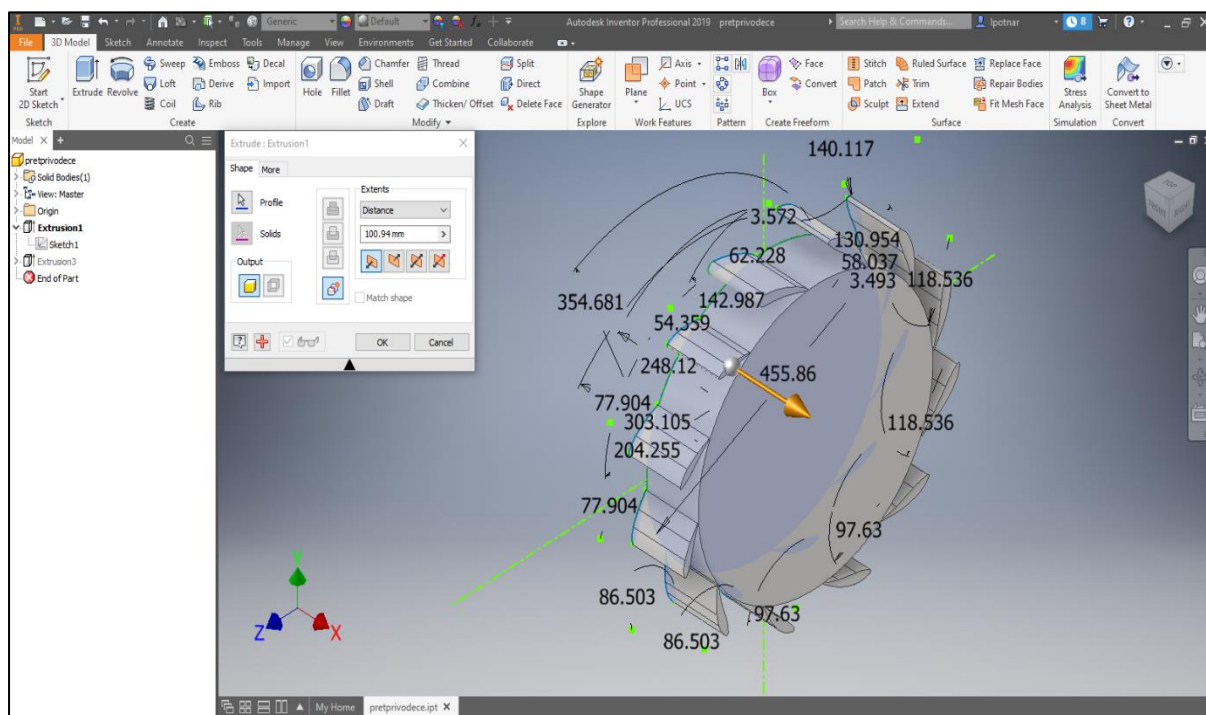 Generic
Default
Autodesk Inventor Professional 2019 pretprivodece
Search Help & Commands...
ipotnar
8
File 3D Model Sketch Annotate Inspect Tools Manage View Environments Get Started Collaborate
Start 2D Sketch
Extrude Revolve
Sweep Emboss Decal
Loft Derive Import
Coil Rib
Hole Fillet
Chamfer Thread Split
Shell Combine Direct
Draft Thicken/ Offset Delete Face
Shape Generator
Plane
Axis
Point
UCS
Box
Face
Convert
Stitch Ruled Surface Replace Face
Patch Trim Repair Bodies
Sculpt Extend Fit Mesh Face
Stress Analysis
Convert to Sheet Metal
Sketch Create Modify Explore Work Features Pattern Create Freeform Surface Simulation Convert
Model
pretprivodece
Solid Bodies(1)
View: Master
Origin
Extrusion1
Sketch1
Extrusion3
End of Part
Extrude : Extrusion1
Shape More
Profile
Solids
Output
Extents
Distance
100.94 mm
Match shape
OK Cancel
140.117
3.572
130.954
62.228
58.037
3.493
118.536
354.681
142.987
54.359
248.12
455.86
77.904
303.105
118.536
204.255
77.904
97.63
86.503
97.63
86.503
TOP
FRONT
RIGHT
Y
Z
X
My Home pretprivodece.ipt